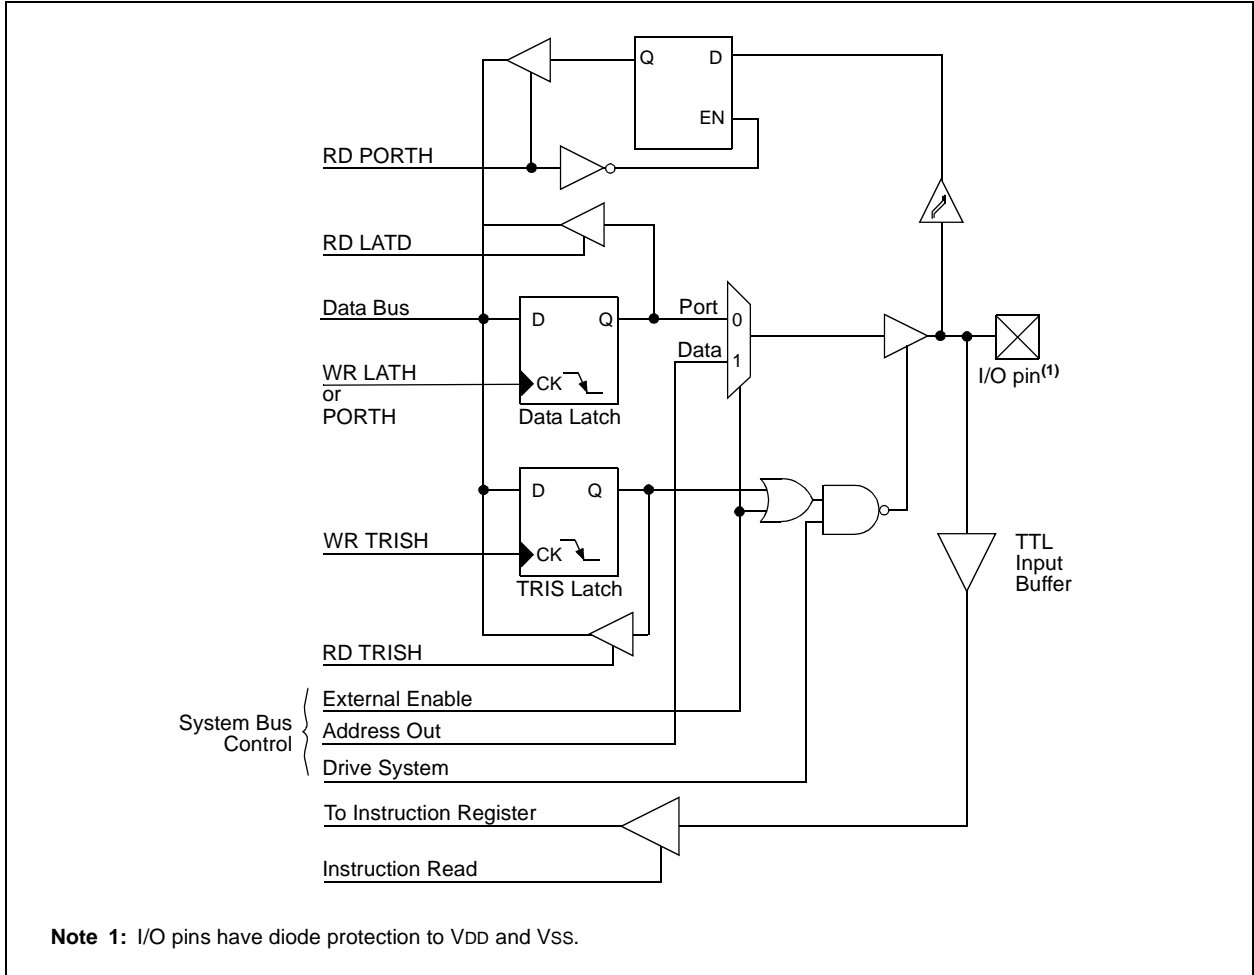 Q D
EN
RD PORTH
RD LATD
Data Bus
D Q
Port
0
Data
1
WR LATH
or
PORTH
CK
Data Latch
I/O pin(1)
D Q
WR TRISH
CK
TRIS Latch
TTL
Input
Buffer
RD TRISH
System Bus
Control
External Enable
Address Out
Drive System
To Instruction Register
Instruction Read
Note 1: I/O pins have diode protection to VDD and VSS.